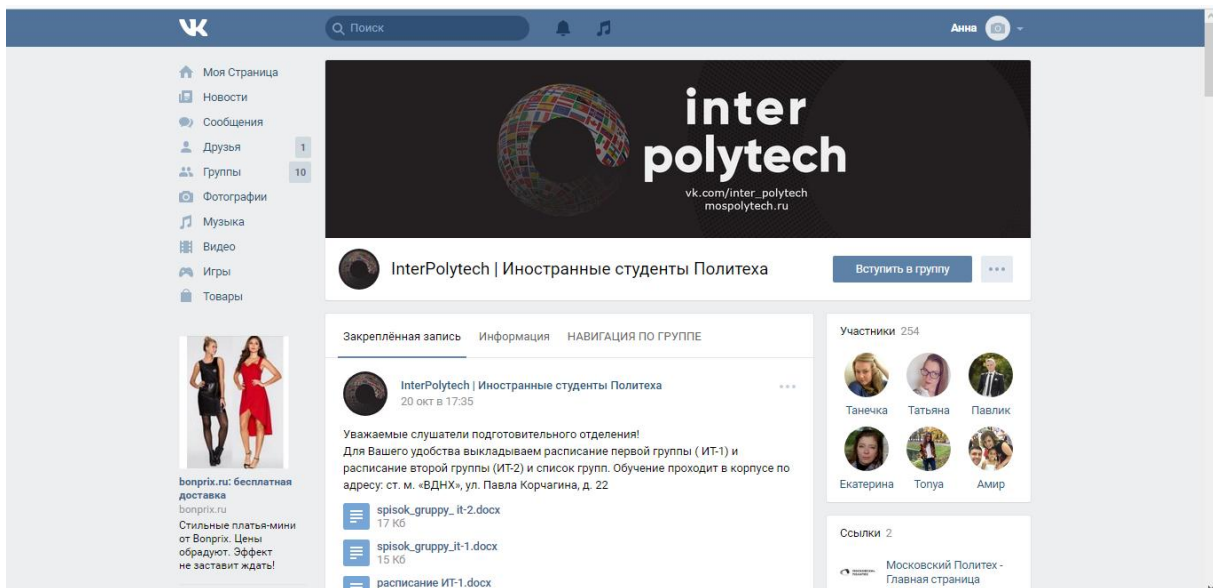 Поиск
Анна
Моя Страница
Новости
Сообщения
Друзья 1
Группы 10
Фотографии
Музыка
Видео
Игры
Товары
bonprix.ru: бесплатная
доставка
bonprix.ru
Стильные платья-мини
от Bonprix. Цены
обрадуют. Эффект
не заставит ждать!
inter
polytech
vk.com/inter_polytech
mospolytech.ru
InterPolytech | Иностранные студенты Политеха
Вступить в группу
Закреплённая запись Информация НАВИГАЦИЯ ПО ГРУППЕ
InterPolytech | Иностранные студенты Политеха
20 окт в 17:35
Уважаемые слушатели подготовительного отделения!
Для Вашего удобства выкладываем расписание первой группы ( ИТ-1) и
расписание второй группы (ИТ-2) и список групп. Обучение проходит в корпусе по
адресу: ст. м. «ВДНХ», ул. Павла Корчагина, д. 22
spisok_gruppy_ it-2.docx
17 Кб
spisok_gruppy_it-1.docx
15 Кб
расписание ИТ-1.docx
Участники 254
Танечка Татьяна Павлик
Екатерина Tonya Амир
Ссылки 2
Московский Политех -
Главная страница